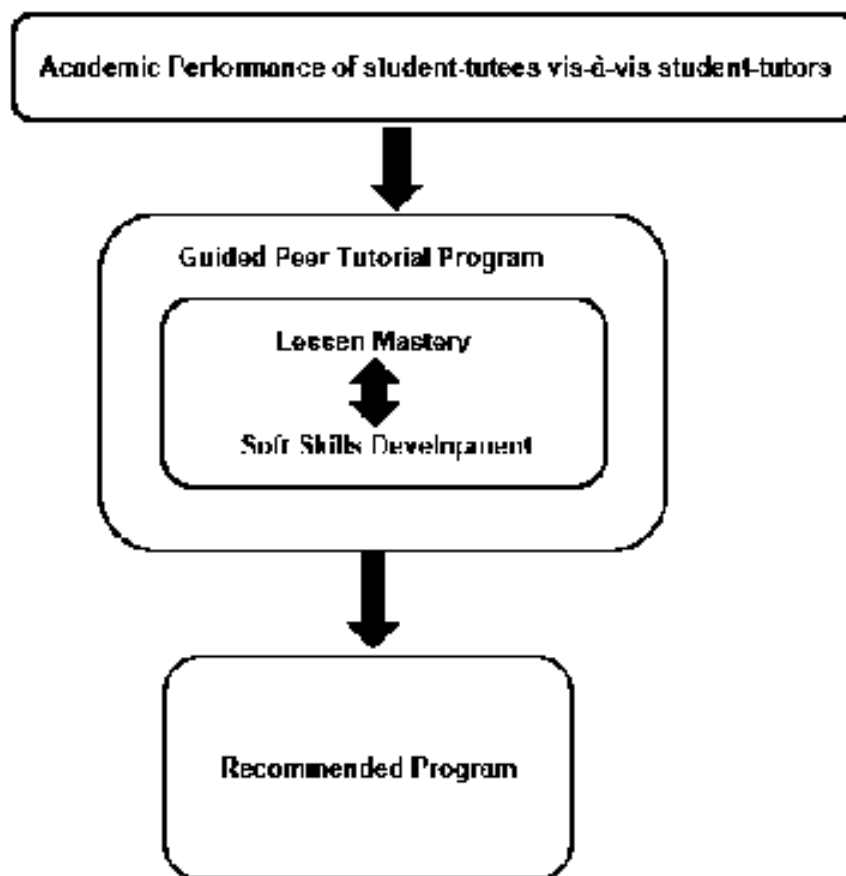 Academic Performance of student-tutees vis-à-vis student-tutors
Guided Peer Tutorial Program
Lessen Mastery
Soft Skills Development
Recommended Program